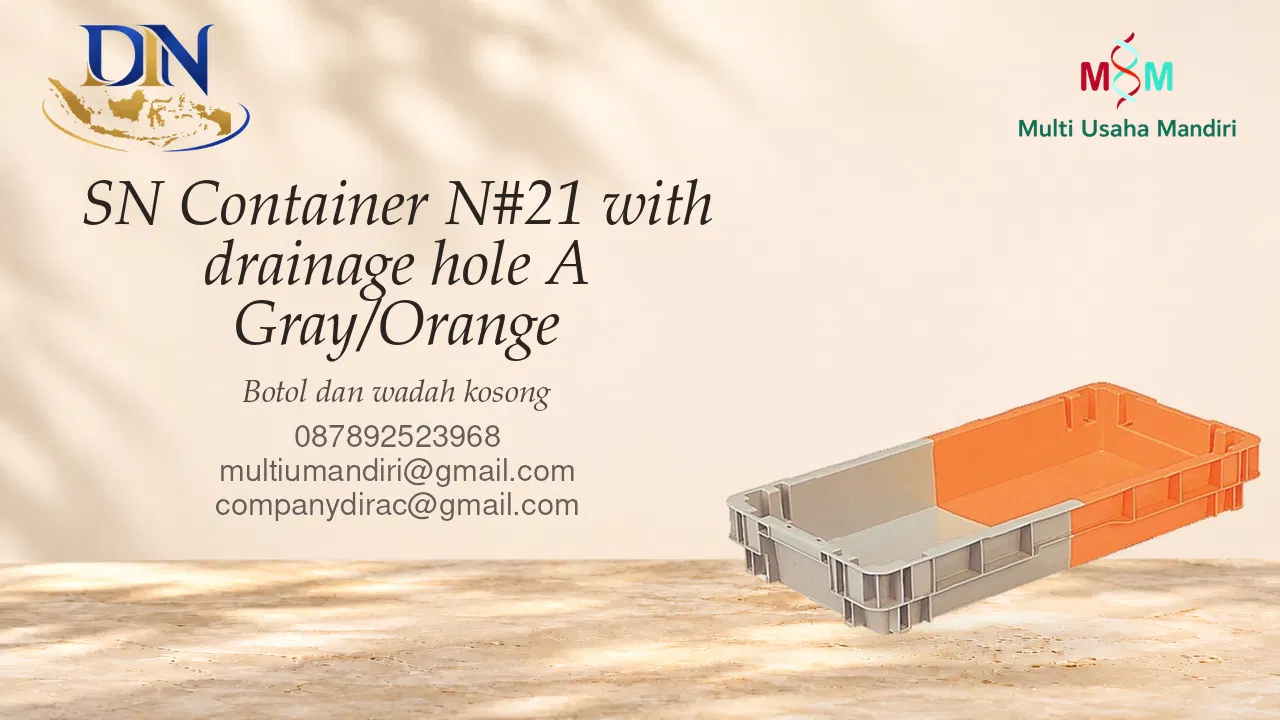 DN
M M
Multi Usaha Mandiri
SN Container N#21 with
drainage hole A
Gray/Orange
Botol dan wadah kosong
087892523968
multiumandiri@gmail.com
companydirac@gmail.com